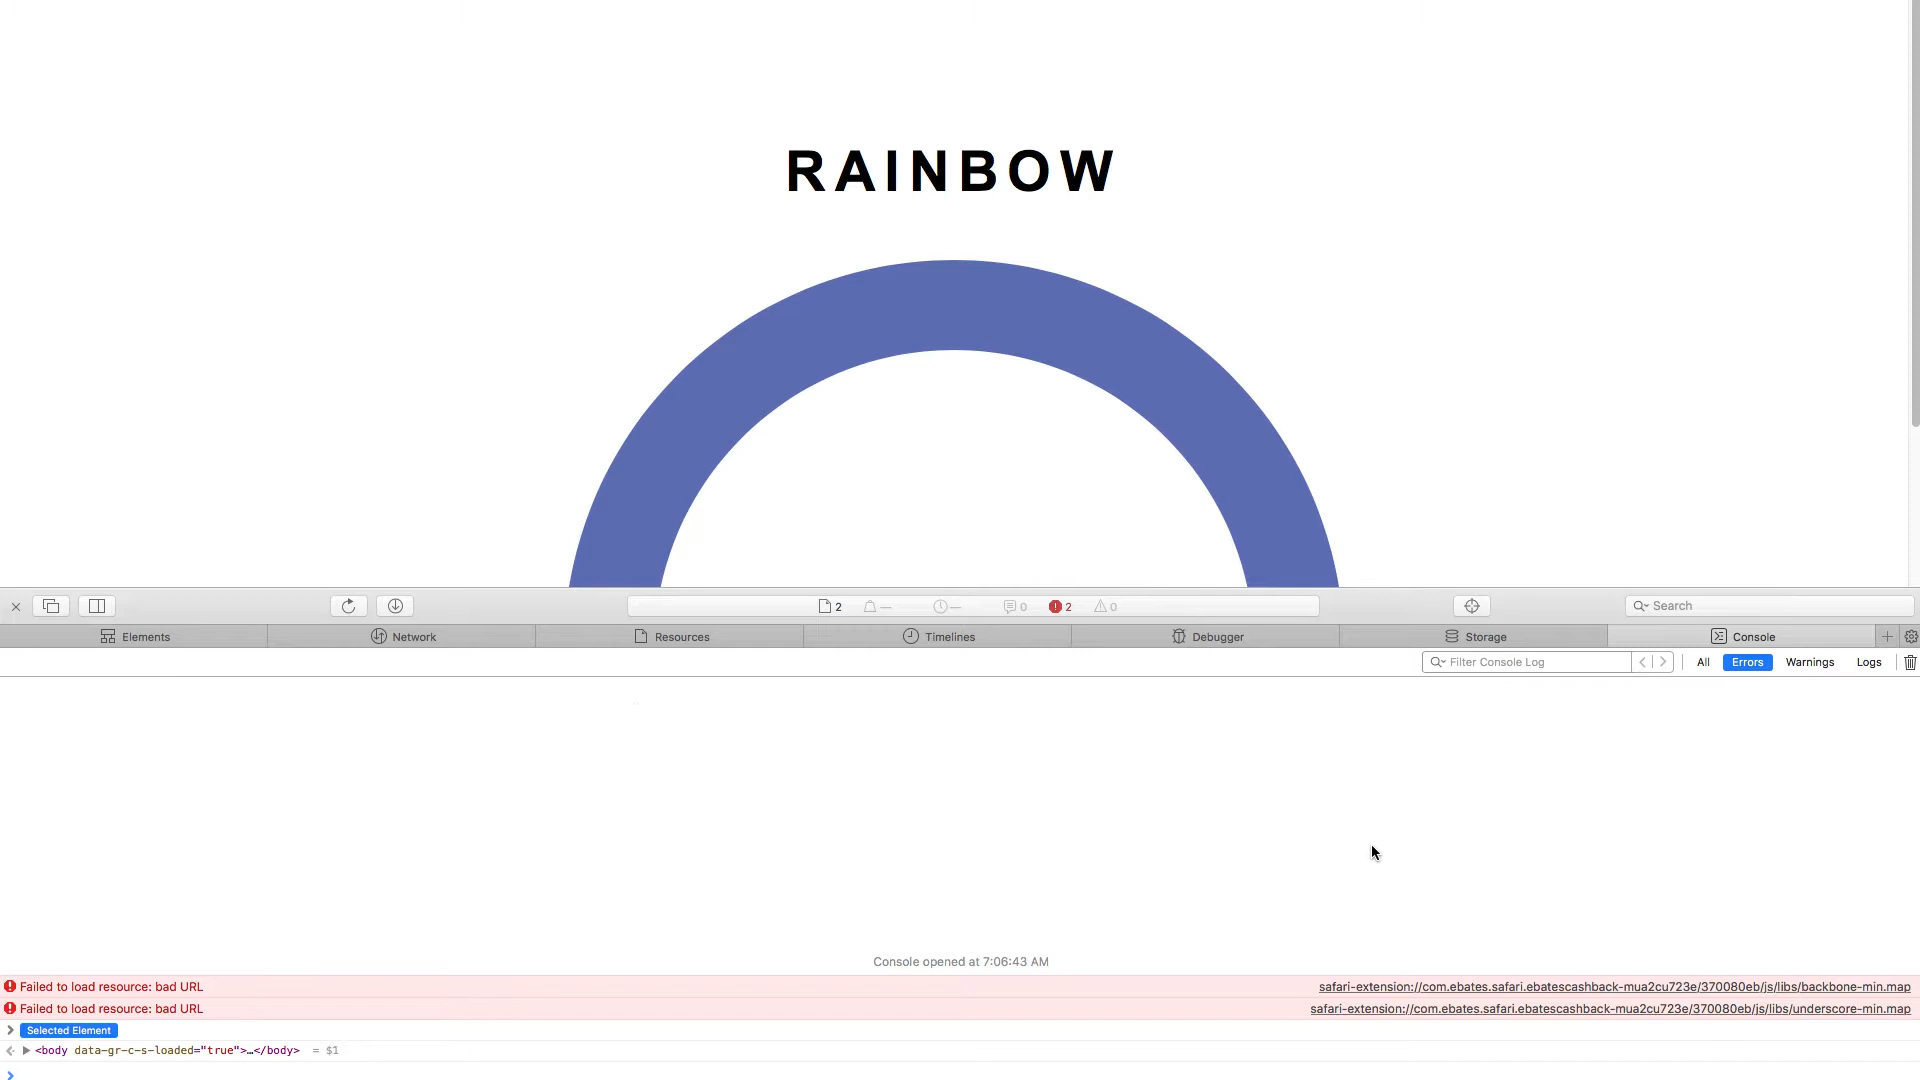 RAINBOW
2 — — 0 2 0 Search
Elements Network Resources Timelines Debugger Storage Console
Filter Console Log All Errors Warnings Logs
Console opened at 7:06:43 AM
Failed to load resource: bad URL safari-extension://com.ebates.safari.ebatescashback-mua2cu723e/370080eb/js/libs/backbone-min.map
Failed to load resource: bad URL safari-extension://com.ebates.safari.ebatescashback-mua2cu723e/370080eb/js/libs/underscore-min.map
Selected Element
<body data-gr-c-s-loaded="true">…</body> = $1